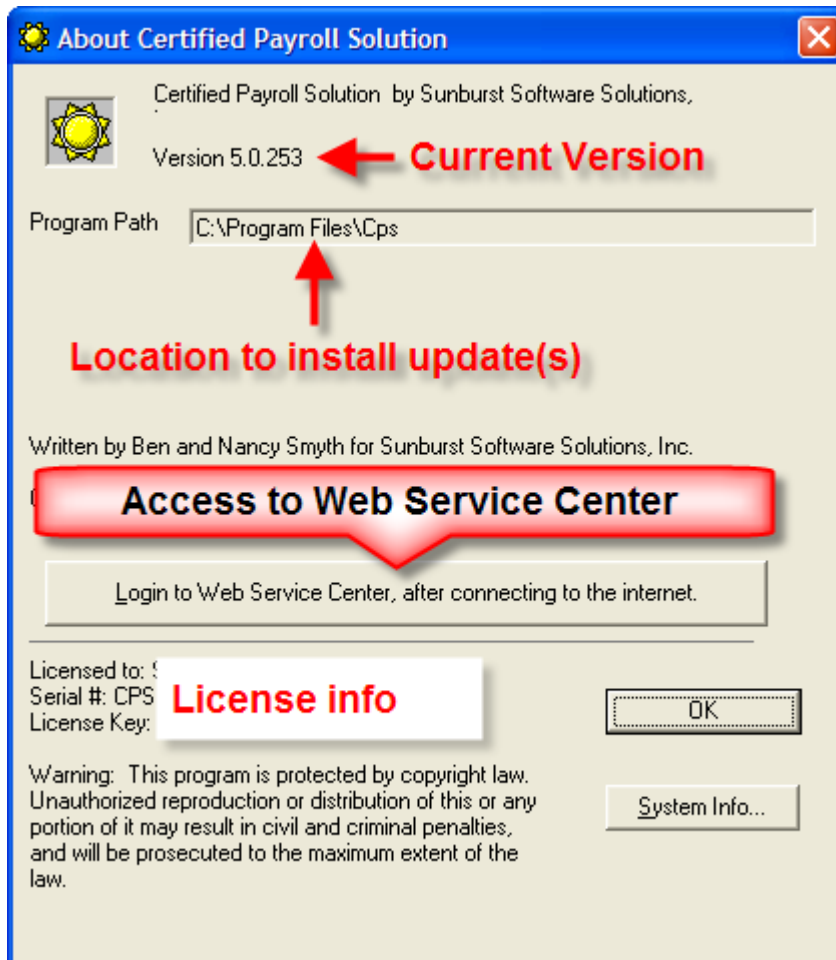 About Certified Payroll Solution
Certified Payroll Solution by Sunburst Software Solutions,
Version 5.0.253
Current Version
Program Path
C:\Program Files\Cps
Location to install update(s)
Written by Ben and Nancy Smyth for Sunburst Software Solutions, Inc.
Access to Web Service Center
Login to Web Service Center, after connecting to the internet.
Licensed to:
Serial #: CPS
License Key:
License info
OK
Warning: This program is protected by copyright law.
Unauthorized reproduction or distribution of this or any
portion of it may result in civil and criminal penalties,
and will be prosecuted to the maximum extent of the
law.
System Info...